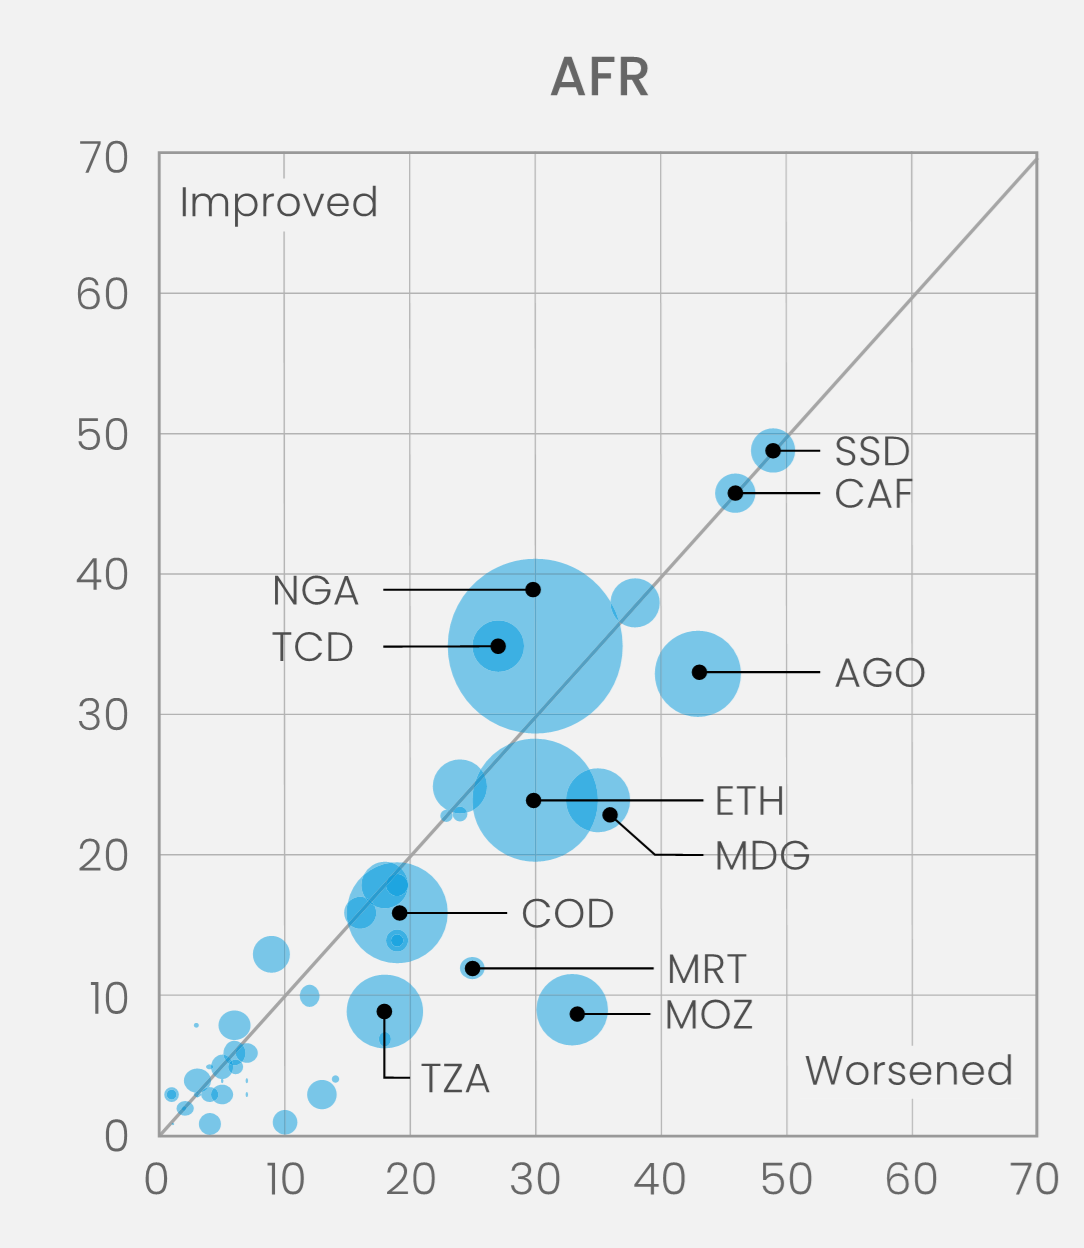 AFR
70
Improved
60
50
SSD
CAF
40
NGA
TCD
AGO
30
ETH
20
MDG
COD
MRT
10
MOZ
Worsened
TZA
0
0 10 20 30 40 50 60 70